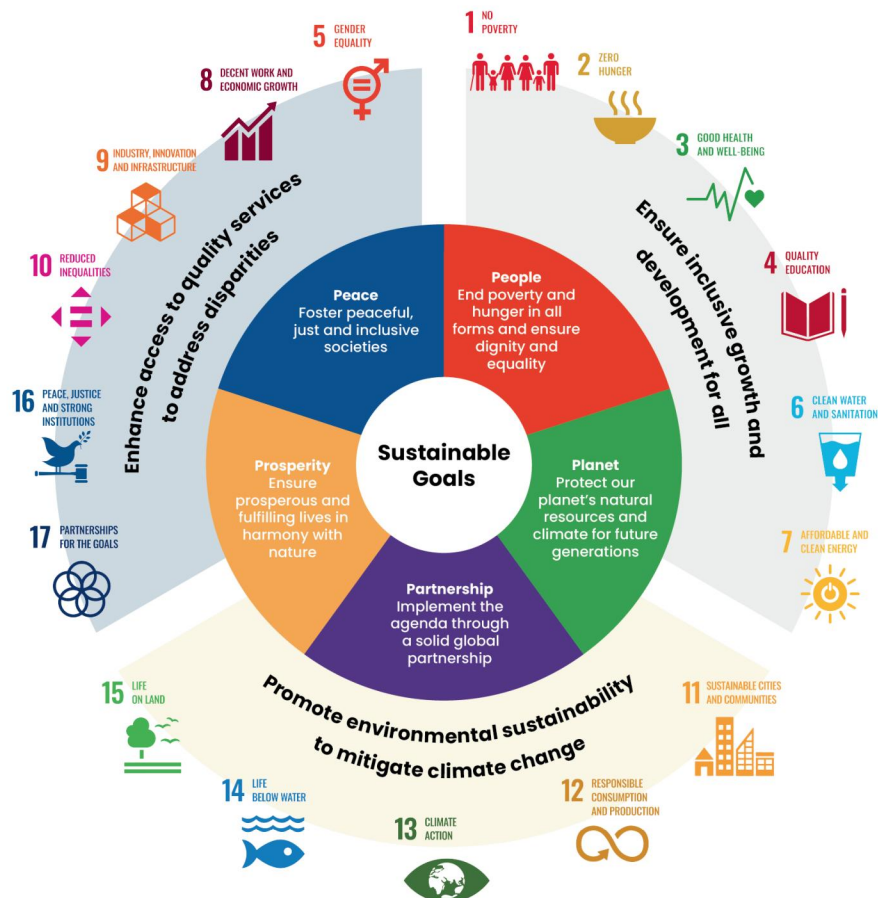 5 GENDER
EQUALITY
1 NO
POVERTY
8 DECENT WORK AND
ECONOMIC GROWTH
2 ZERO
HUNGER
9 INDUSTRY, INNOVATION
AND INFRASTRUCTURE
3 GOOD HEALTH
AND WELL-BEING
10 REDUCED
INEQUALITIES
4 QUALITY
EDUCATION
16 PEACE, JUSTICE
AND STRONG
INSTITUTIONS
6 CLEAN WATER
AND SANITATION
17 PARTNERSHIPS
FOR THE GOALS
7 AFFORDABLE AND
CLEAN ENERGY
Enhance access to quality services
to address disparities
Ensure inclusive growth and
development for all
Peace
Foster peaceful,
just and inclusive
societies
People
End poverty and
hunger in all
forms and ensure
dignity and
equality
Sustainable
Goals
Prosperity
Ensure
prosperous and
fulfilling lives in
harmony with
nature
Planet
Protect our
planet's natural
resources and
climate for future
generations
Partnership
Implement the
agenda through
a solid global
partnership
Promote environmental sustainability
to mitigate climate change
15 LIFE
ON LAND
11 SUSTAINABLE CITIES
AND COMMUNITIES
14 LIFE
BELOW WATER
12 RESPONSIBLE
CONSUMPTION
AND PRODUCTION
13 CLIMATE
ACTION